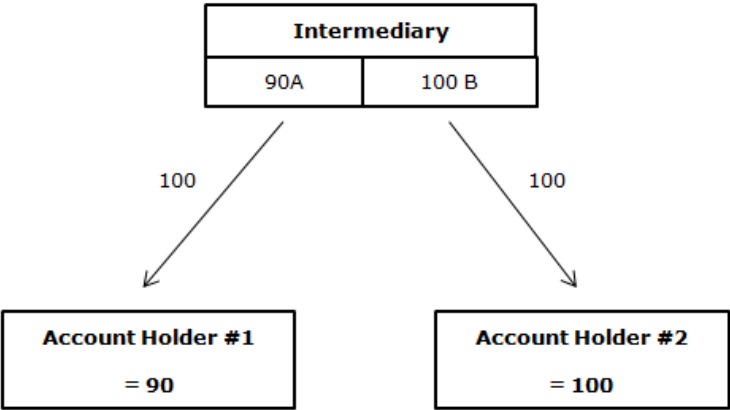 Intermediary
90A 100 B
100 100
Account Holder #1 Account Holder #2
= 90 = 100